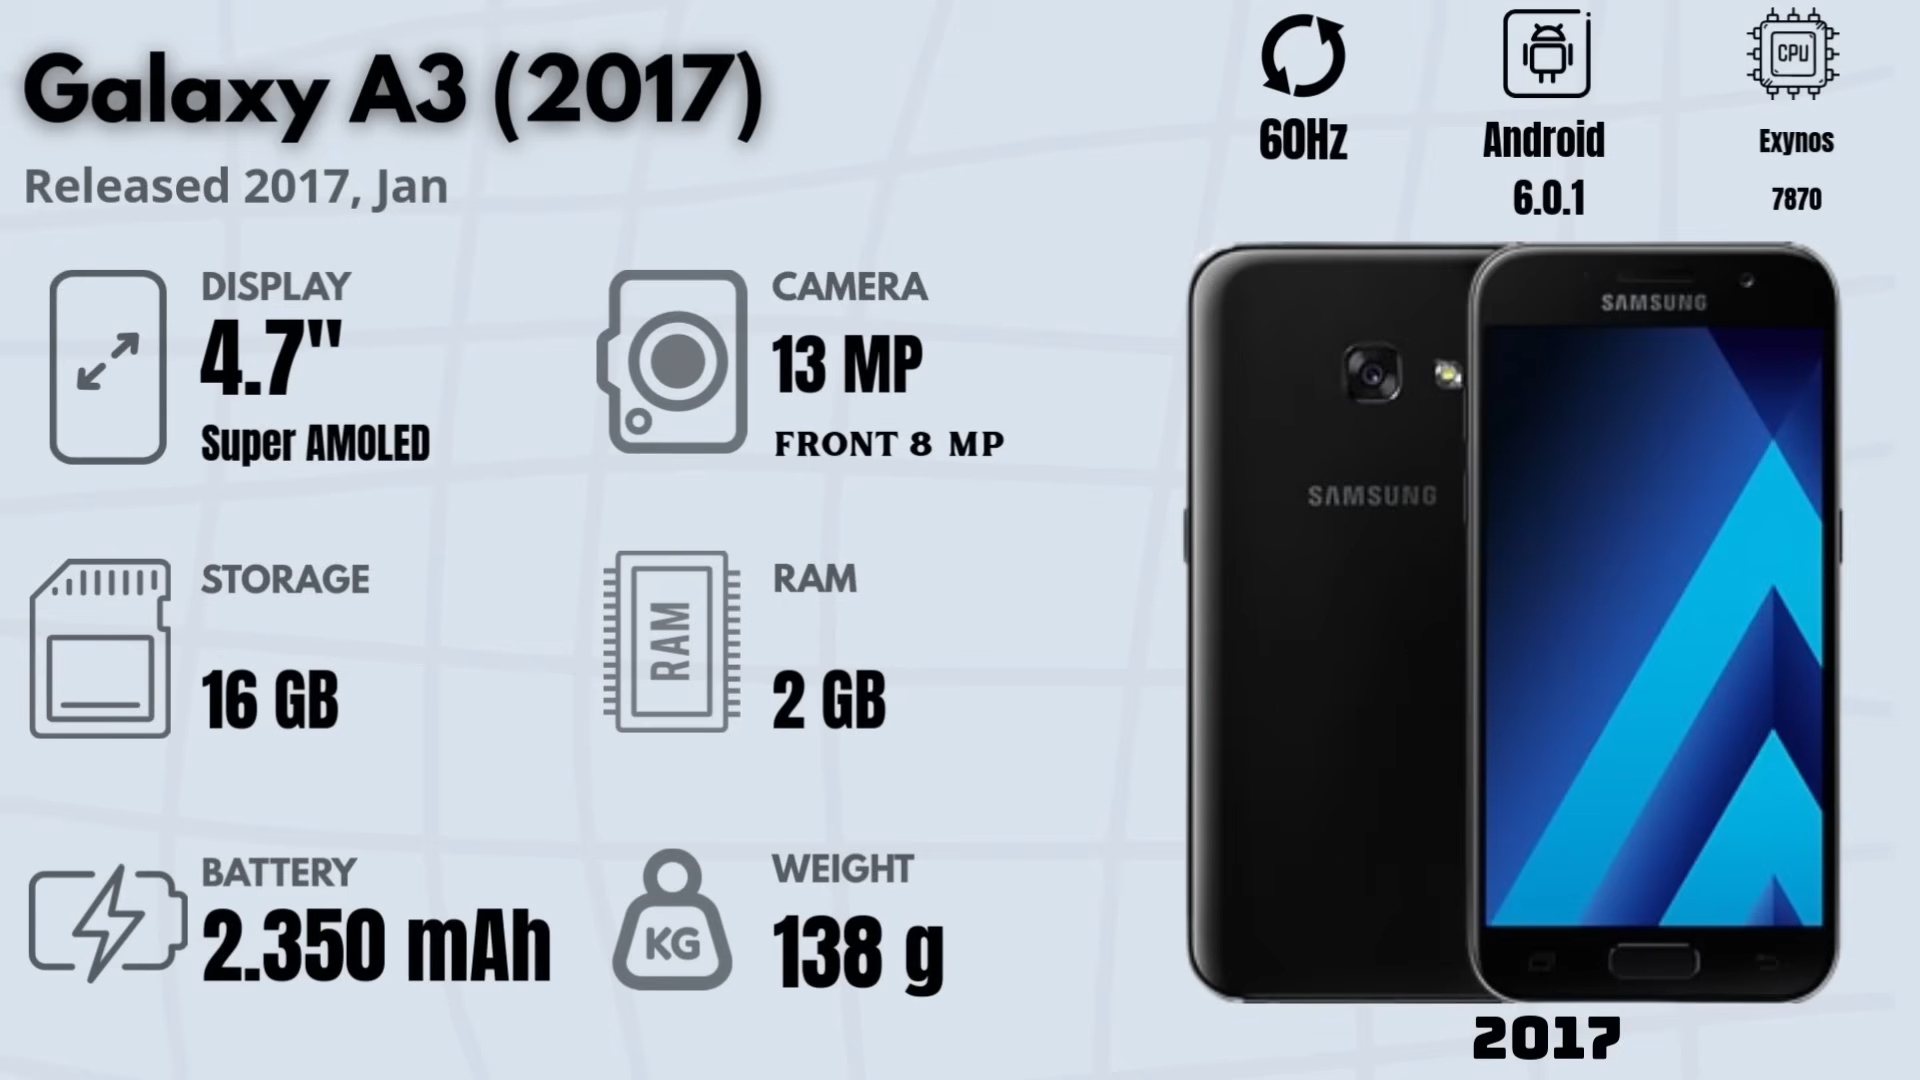 Galaxy A3 (2017)
Released 2017, Jan
60Hz
Android
6.0.1
CPU
Exynos
7870
DISPLAY
4.7"
Super AMOLED
CAMERA
13 MP
FRONT 8 MP
STORAGE
16 GB
RAM
RAM
2 GB
BATTERY
2.350 mAh
KG
WEIGHT
138 g
SAMSUNG
SAMSUNG
2017